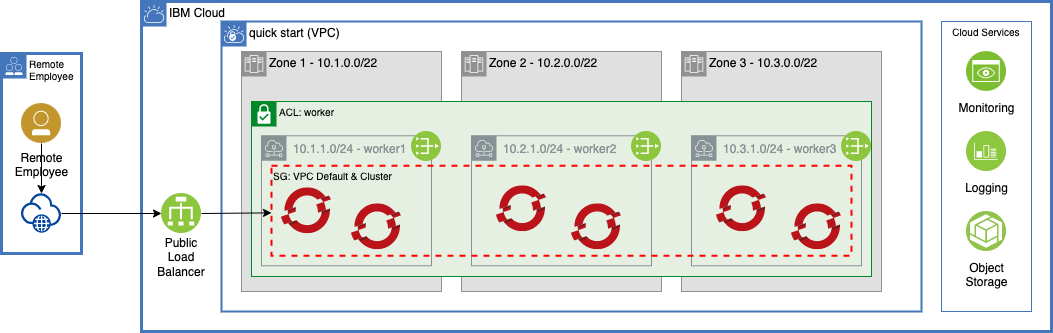 IBM Cloud
quick start (VPC)
Cloud Services
Remote
Employee
Zone 1 - 10.1.0.0/22
Zone 2 - 10.2.0.0/22
Zone 3 - 10.3.0.0/22
Monitoring
ACL: worker
10.1.1.0/24 - worker1
10.2.1.0/24 - worker2
10.3.1.0/24 - worker3
Remote
Employee
SG: VPC Default & Cluster
Logging
Public
Load
Balancer
Object
Storage